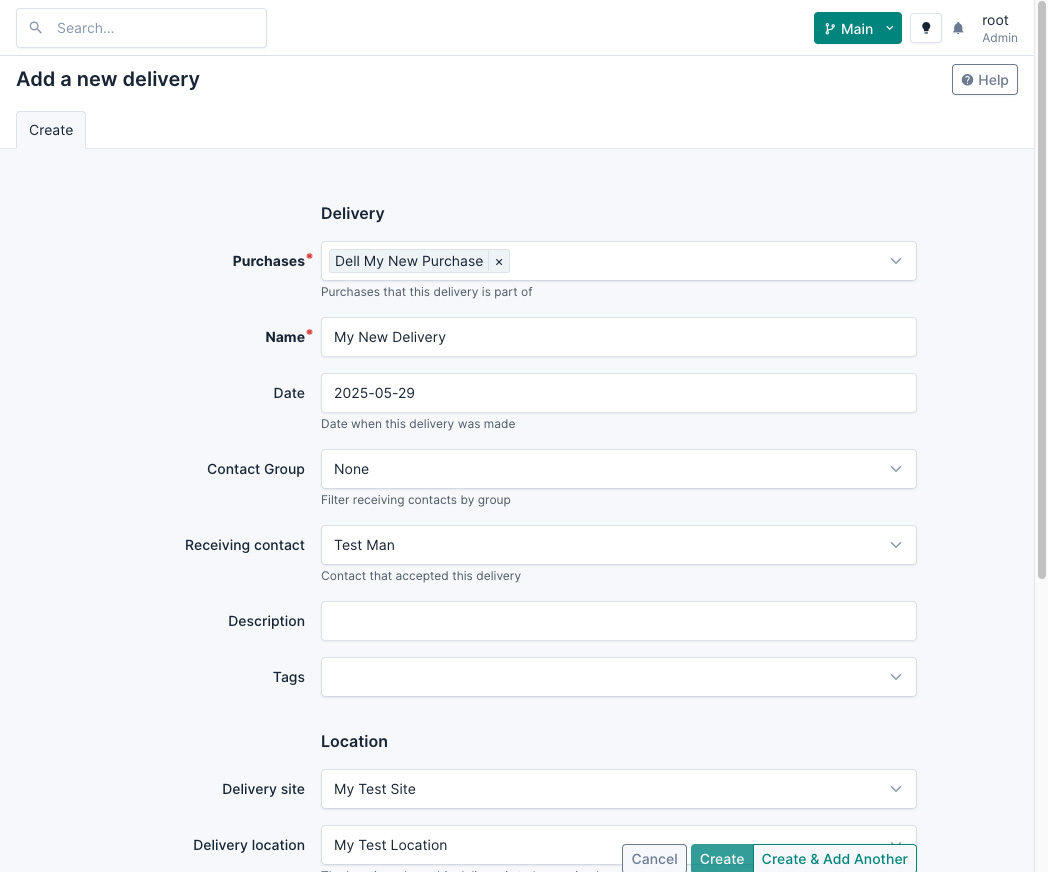 Search...
Main
root
Admin
Add a new delivery
Help
Create
Delivery
Purchases
Dell My New Purchase ×
Purchases that this delivery is part of
Name
My New Delivery
Date
2025-05-29
Date when this delivery was made
Contact Group
None
Filter receiving contacts by group
Receiving contact
Test Man
Contact that accepted this delivery
Description
Tags
Location
Delivery site
My Test Site
Delivery location
My Test Location
Cancel
Create
Create & Add Another